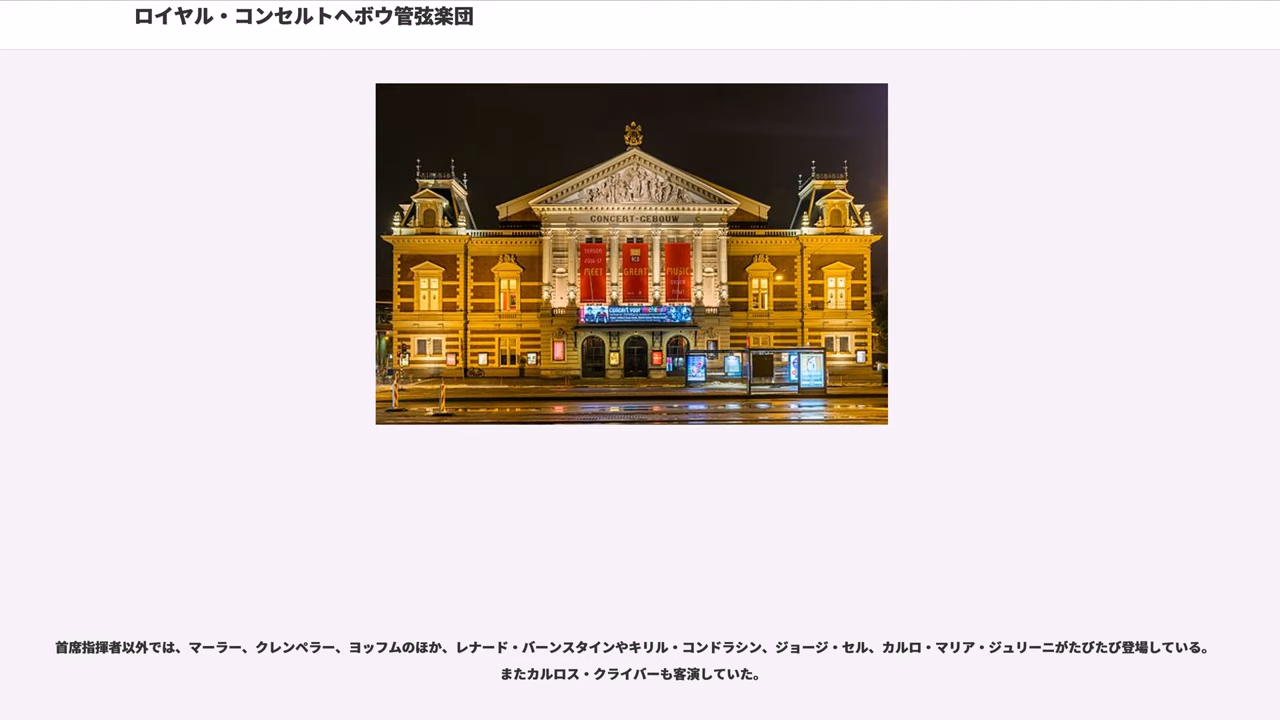 ロイヤル・コンセルトヘボウ管弦楽団
CONCERT-GEBOUW
MEET GREAT MUSIC
concert voor
首席指揮者以外では、マーラー、クレンペラー、ヨッフムのほか、レナード・バーンスタインやキリル・コンドラシン、ジョージ・セル、カルロ・マリア・ジュリーニがたびたび登場している。
またカルロス・クライバーも客演していた。